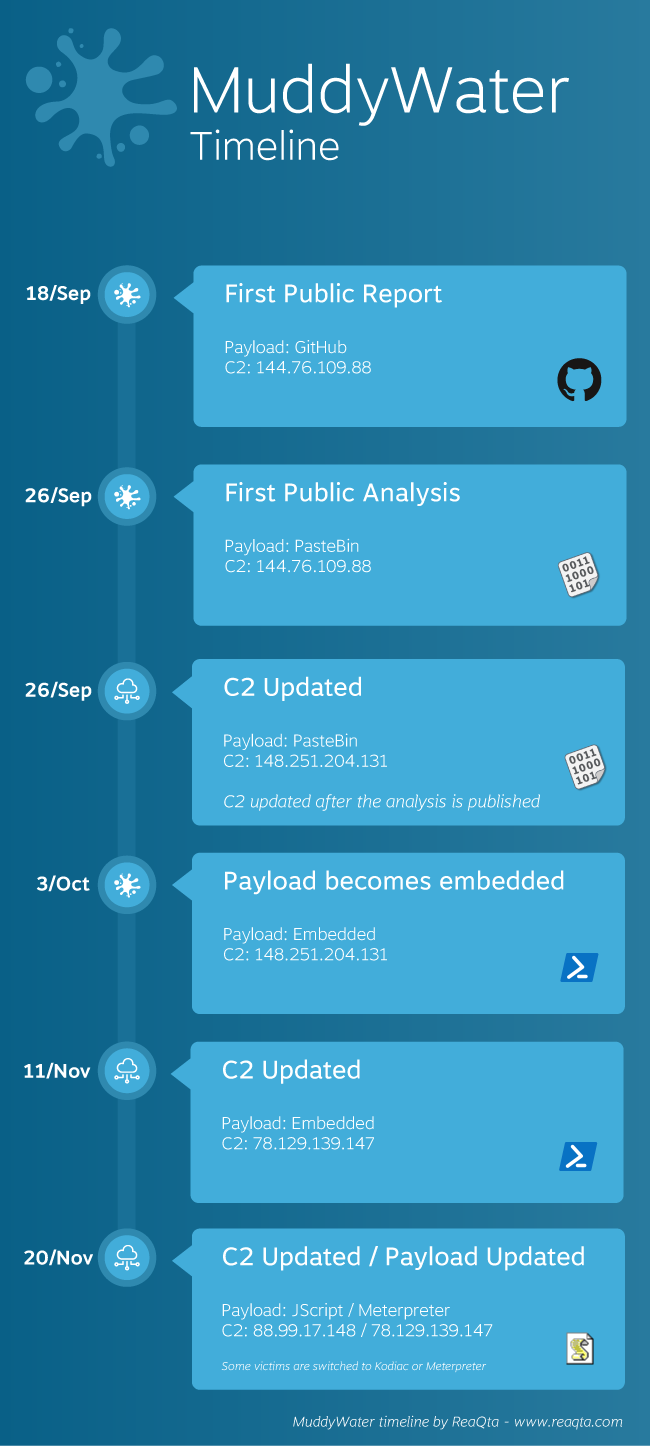 MuddyWater
Timeline
18/Sep
First Public Report
Payload: GitHub
C2: 144.76.109.88
26/Sep
First Public Analysis
Payload: PasteBin
C2: 144.76.109.88
0011
1000
101
26/Sep
C2 Updated
Payload: PasteBin
C2: 148.251.204.131
C2 updated after the analysis is published
0011
1000
101
3/Oct
Payload becomes embedded
Payload: Embedded
C2: 148.251.204.131
11/Nov
C2 Updated
Payload: Embedded
C2: 78.129.139.147
20/Nov
C2 Updated / Payload Updated
Payload: JScript / Meterpreter
C2: 88.99.17.148 / 78.129.139.147
Some victims are switched to Kodiac or Meterpreter
MuddyWater timeline by ReaQta - www.reaqta.com